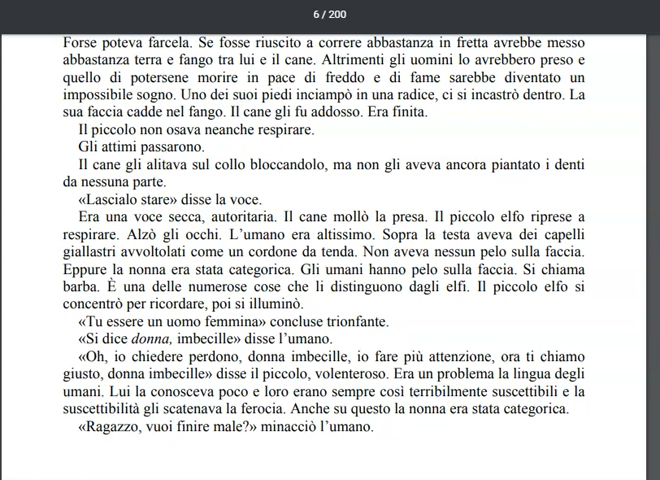 6 / 200
Forse poteva farcela. Se fosse riuscito a correre abbastanza in fretta avrebbe messo
abbastanza terra e fango tra lui e il cane. Altrimenti gli uomini lo avrebbero preso e
quello di potersene morire in pace di freddo e di fame sarebbe diventato un
impossibile sogno. Uno dei suoi piedi inciampò in una radice, ci si incastrò dentro. La
sua faccia cadde nel fango. Il cane gli fu addosso. Era finita.
Il piccolo non osava neanche respirare.
Gli attimi passarono.
Il cane gli alitava sul collo bloccandolo, ma non gli aveva ancora piantato i denti
da nessuna parte.
«Lascialo stare» disse la voce.
Era una voce secca, autoritaria. Il cane mollò la presa. Il piccolo elfo riprese a
respirare. Alzò gli occhi. L’umano era altissimo. Sopra la testa aveva dei capelli
giallastri avvoltolati come un cordone da tenda. Non aveva nessun pelo sulla faccia.
Eppure la nonna era stata categorica. Gli umani hanno pelo sulla faccia. Si chiama
barba. È una delle numerose cose che li distinguono dagli elfi. Il piccolo elfo si
concentrò per ricordare, poi si illuminò.
«Tu essere un uomo femmina» concluse trionfante.
«Si dice donna, imbecille» disse l’umano.
«Oh, io chiedere perdono, donna imbecille, io fare più attenzione, ora ti chiamo
giusto, donna imbecille» disse il piccolo, volenteroso. Era un problema la lingua degli
umani. Lui la conosceva poco e loro erano sempre così terribilmente suscettibili e la
suscettibilità gli scatenava la ferocia. Anche su questo la nonna era stata categorica.
«Ragazzo, vuoi finire male?» minacciò l’umano.